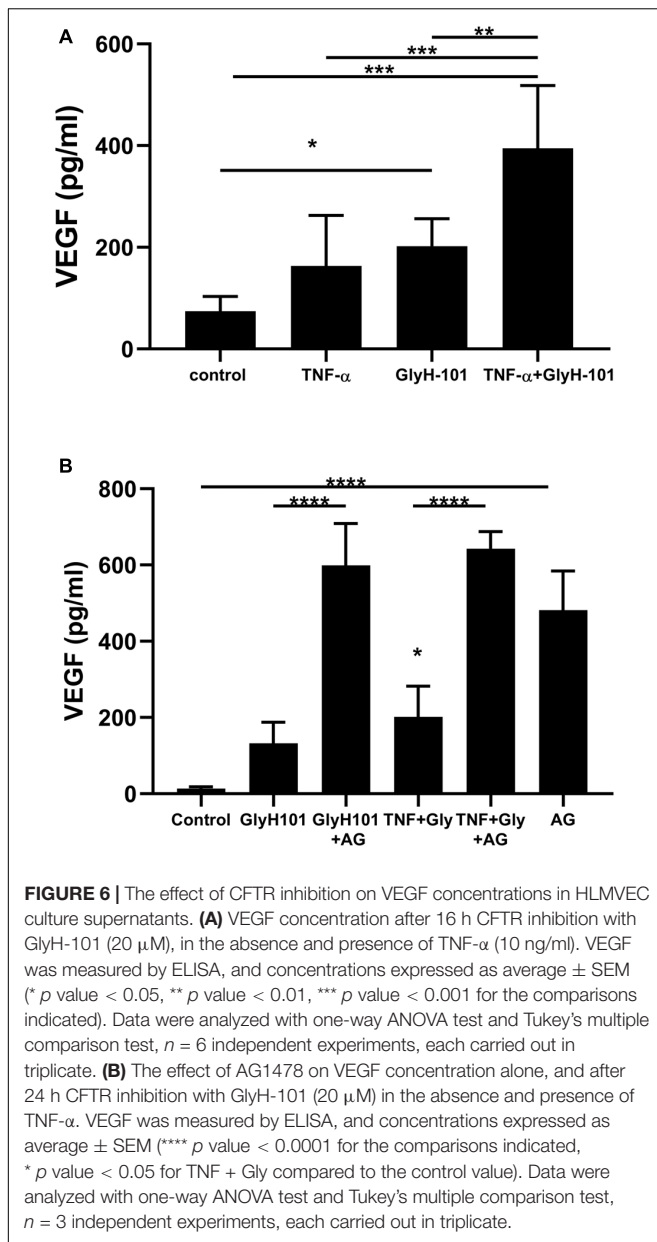 A
600
400
200
0
VEGF (pg/ml)
**
***
***
*
control TNF-α GlyH-101 TNF-α+GlyH-101
B
800
600
400
200
0
VEGF (pg/ml)
****
**** ****
*
Control GlyH101 GlyH101 TNF+Gly TNF+Gly AG
+AG +AG
FIGURE 6 | The effect of CFTR inhibition on VEGF concentrations in HLMVEC
culture supernatants. (A) VEGF concentration after 16 h CFTR inhibition with
GlyH-101 (20 μM), in the absence and presence of TNF-α (10 ng/ml). VEGF
was measured by ELISA, and concentrations expressed as average ± SEM
(* p value < 0.05, ** p value < 0.01, *** p value < 0.001 for the comparisons
indicated). Data were analyzed with one-way ANOVA test and Tukey's multiple
comparison test, n = 6 independent experiments, each carried out in
triplicate. (B) The effect of AG1478 on VEGF concentration alone, and after
24 h CFTR inhibition with GlyH-101 (20 μM) in the absence and presence of
TNF-α. VEGF was measured by ELISA, and concentrations expressed as
average ± SEM (**** p value < 0.0001 for the comparisons indicated,
* p value < 0.05 for TNF + Gly compared to the control value). Data were
analyzed with one-way ANOVA test and Tukey's multiple comparison test,
n = 3 independent experiments, each carried out in triplicate.